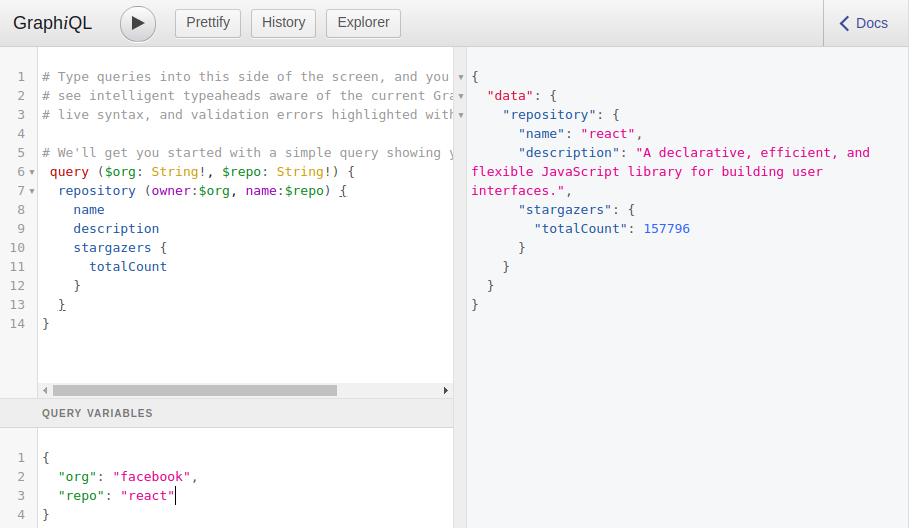 GraphiQL
Prettify
History
Explorer
Docs
1 # Type queries into this side of the screen, and you
2 # see intelligent typeaheads aware of the current
3 # live syntax, and validation errors highlighted
4
5 # We'll get you started with a simple query showing
6 query ($org: String!, $repo: String!) {
7 repository (owner:$org, name:$repo) {
8 name
9 description
10 stargazers {
11 totalCount
12 }
13 }
14 }
QUERY VARIABLES
1 {
2 "org": "facebook",
3 "repo": "react"
4 }
{
"data": {
"repository": {
"name": "react",
"description": "A declarative, efficient, and
flexible JavaScript library for building user
interfaces.",
"stargazers": {
"totalCount": 157796
}
}
}
}